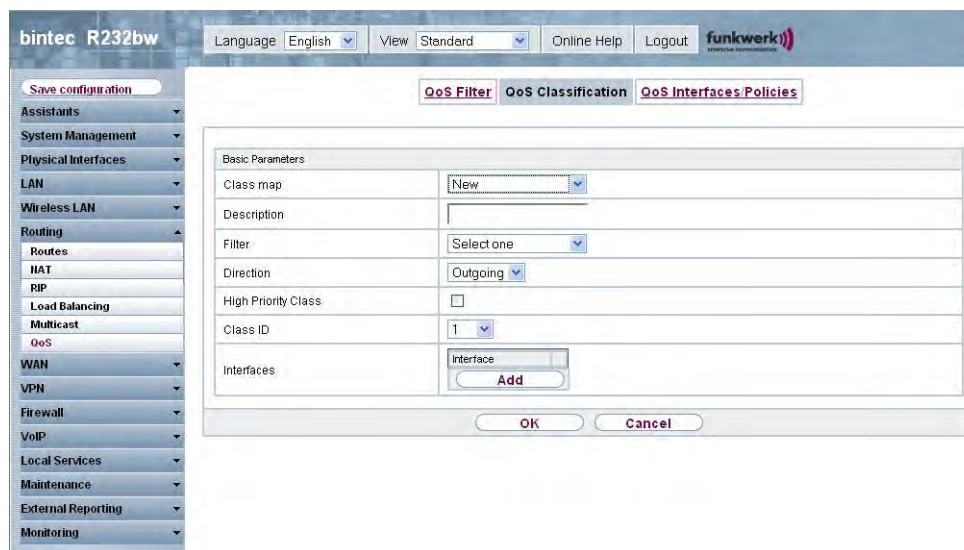 bintec R232bw
Language English View Standard Online Help Logout funkwerk
Save configuration
Assistants
System Management
Physical Interfaces
LAN
Wireless LAN
Routing
Routes
NAT
RIP
Load Balancing
Multicast
QoS
WAN
VPN
Firewall
VoIP
Local Services
Maintenance
External Reporting
Monitoring
QoS Filter QoS Classification QoS Interfaces/Policies
Basic Parameters
Class map New
Description
Filter Select one
Direction Outgoing
High Priority Class
Class ID 1
Interfaces Interface
Add
OK Cancel